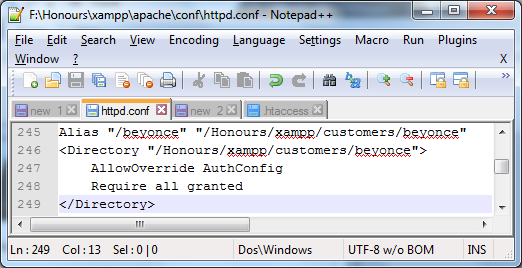 F:\Honours\xampp\apache\conf\httpd.conf - Notepad++
File Edit Search View Encoding Language Settings Macro Run Plugins
Window ? X
new 1 httpd.conf new 2 .htaccess
245 Alias "/beyonce" "/Honours/xampp/customers/beyonce"
246 <Directory "/Honours/xampp/customers/beyonce">
247 AllowOverride AuthConfig
248 Require all granted
249 </Directory>
Ln : 249 Col : 13 Sel : 0 | 0 Dos\Windows UTF-8 w/o BOM INS